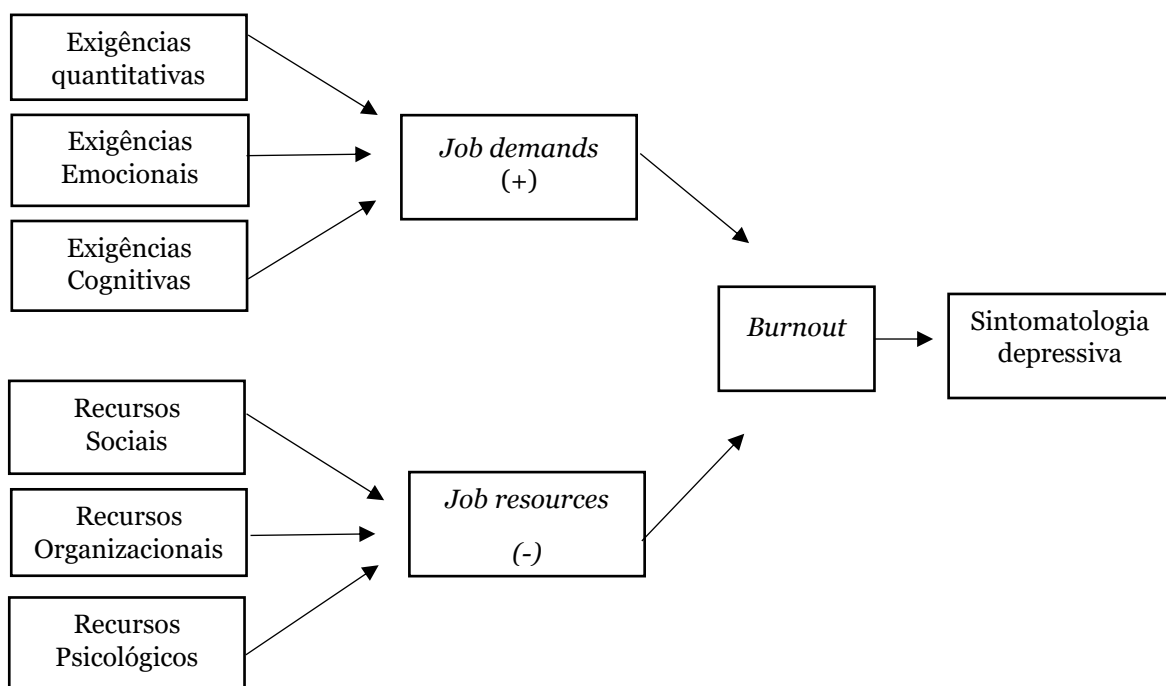 Exigências
quantitativas
Exigências
Emocionais
Exigências
Cognitivas
Job demands
(+)
Burnout
Sintomatologia
depressiva
Recursos
Sociais
Recursos
Organizacionais
Recursos
Psicológicos
Job resources
(-)